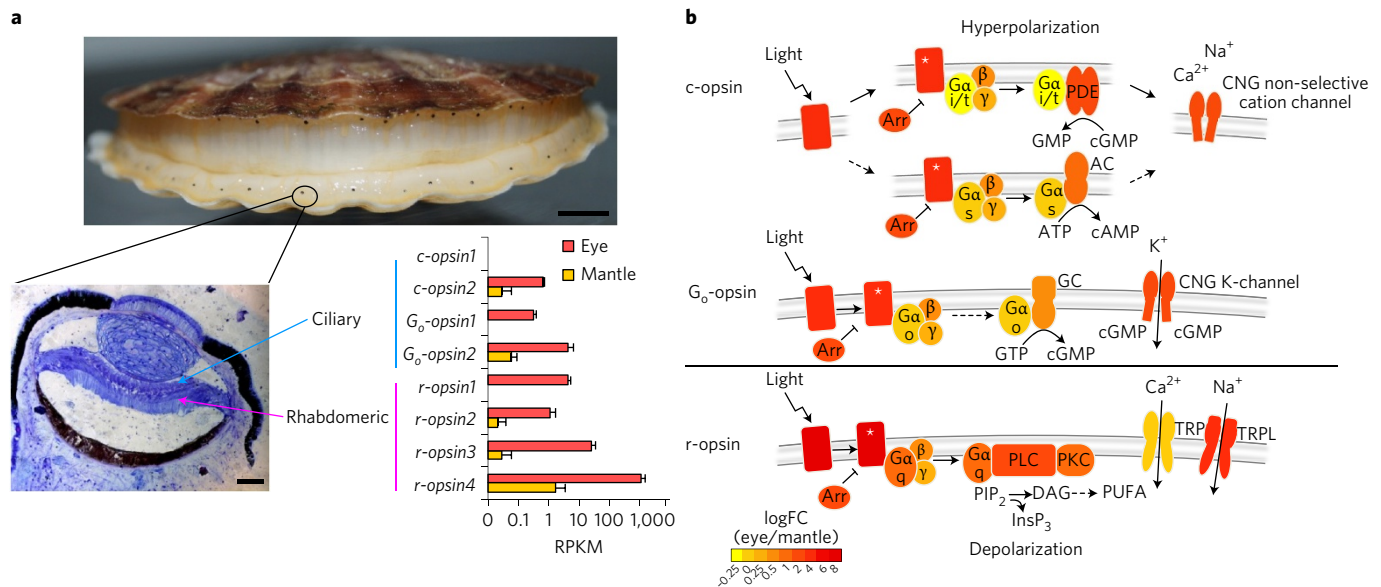 a
Eye
Mantle
c-opsin1
c-opsin2
Gₒ-opsin1
Gₒ-opsin2
r-opsin1
r-opsin2
r-opsin3
r-opsin4
Ciliary
Rhabdomeric
0 0.1 1 10 100 1,000
RPKM
b
Hyperpolarization
Light
c-opsin
*
Gα i/t
β
γ
Arr
Gα i/t
PDE
GMP cGMP
Na⁺
Ca²⁺
CNG non-selective
cation channel
*
Gα s
β
γ
Arr
Gα s
AC
ATP cAMP
Light
Gₒ-opsin
*
Gα o
β
γ
Arr
Gα o
GC
GTP cGMP
K⁺
CNG K-channel
cGMP cGMP
Light
r-opsin
*
Gα q
β
γ
Arr
Gα q
PLC
PKC
PIP₂ DAG PUFA
InsP₃
Ca²⁺ Na⁺
TRP TRPL
Depolarization
logFC
(eye/mantle)
-0.25 0 0.25 0.5 1 2 4 6 8